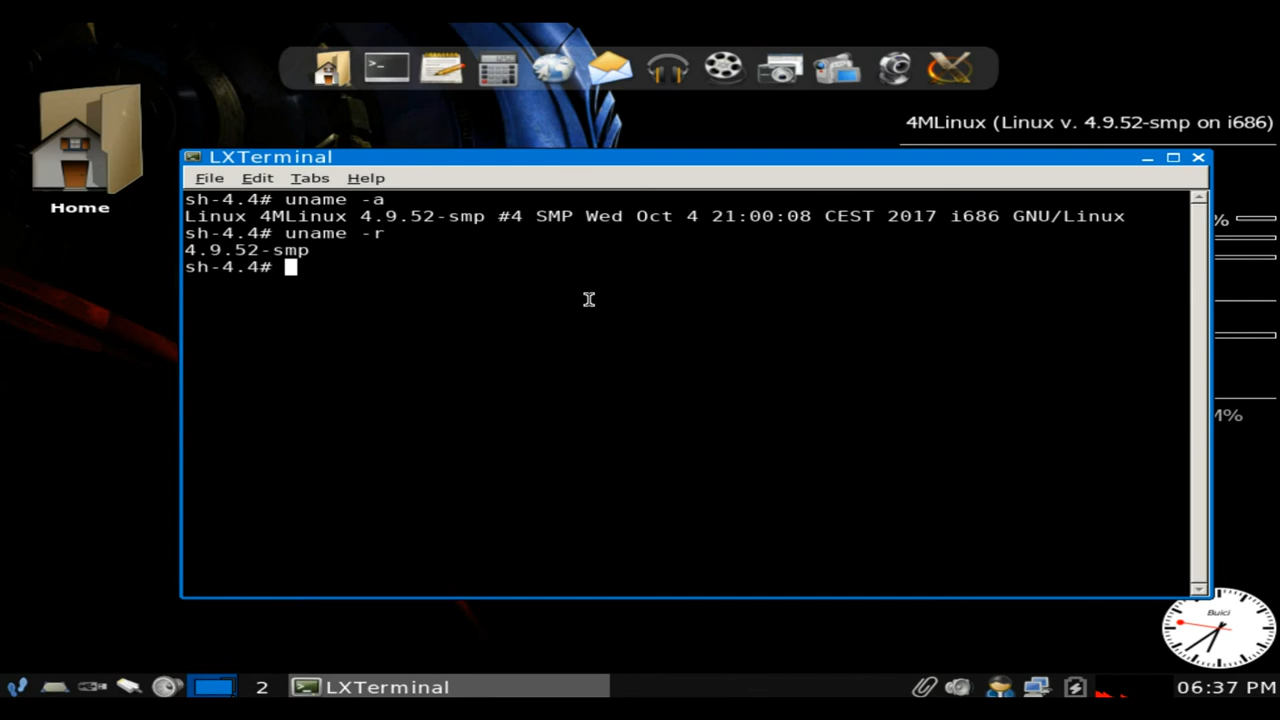 4MLinux (Linux v. 4.9.52-smp on i686)
Home
LXTerminal
File Edit Tabs Help
sh-4.4# uname -a
Linux 4MLinux 4.9.52-smp #4 SMP Wed Oct 4 21:00:08 CEST 2017 i686 GNU/Linux
sh-4.4# uname -r
4.9.52-smp
sh-4.4#
%
M%
Buici
2 LXTerminal 06:37 PM